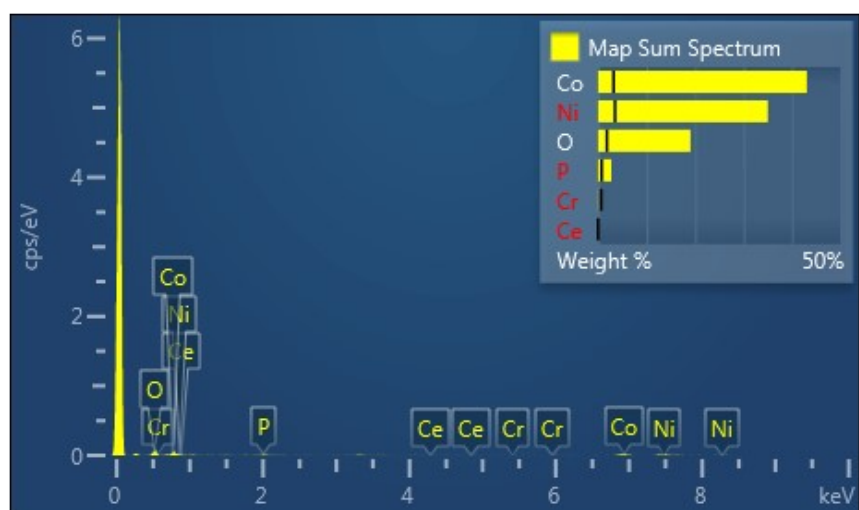 6
4
2
0
cps/eV
Map Sum Spectrum
Co
Ni
O
P
Cr
Ce
Weight % 50%
Co
Ni
Ce
O
Cr
P
Ce
Ce
Cr
Cr
Co
Ni
Ni
0 2 4 6 8 keV